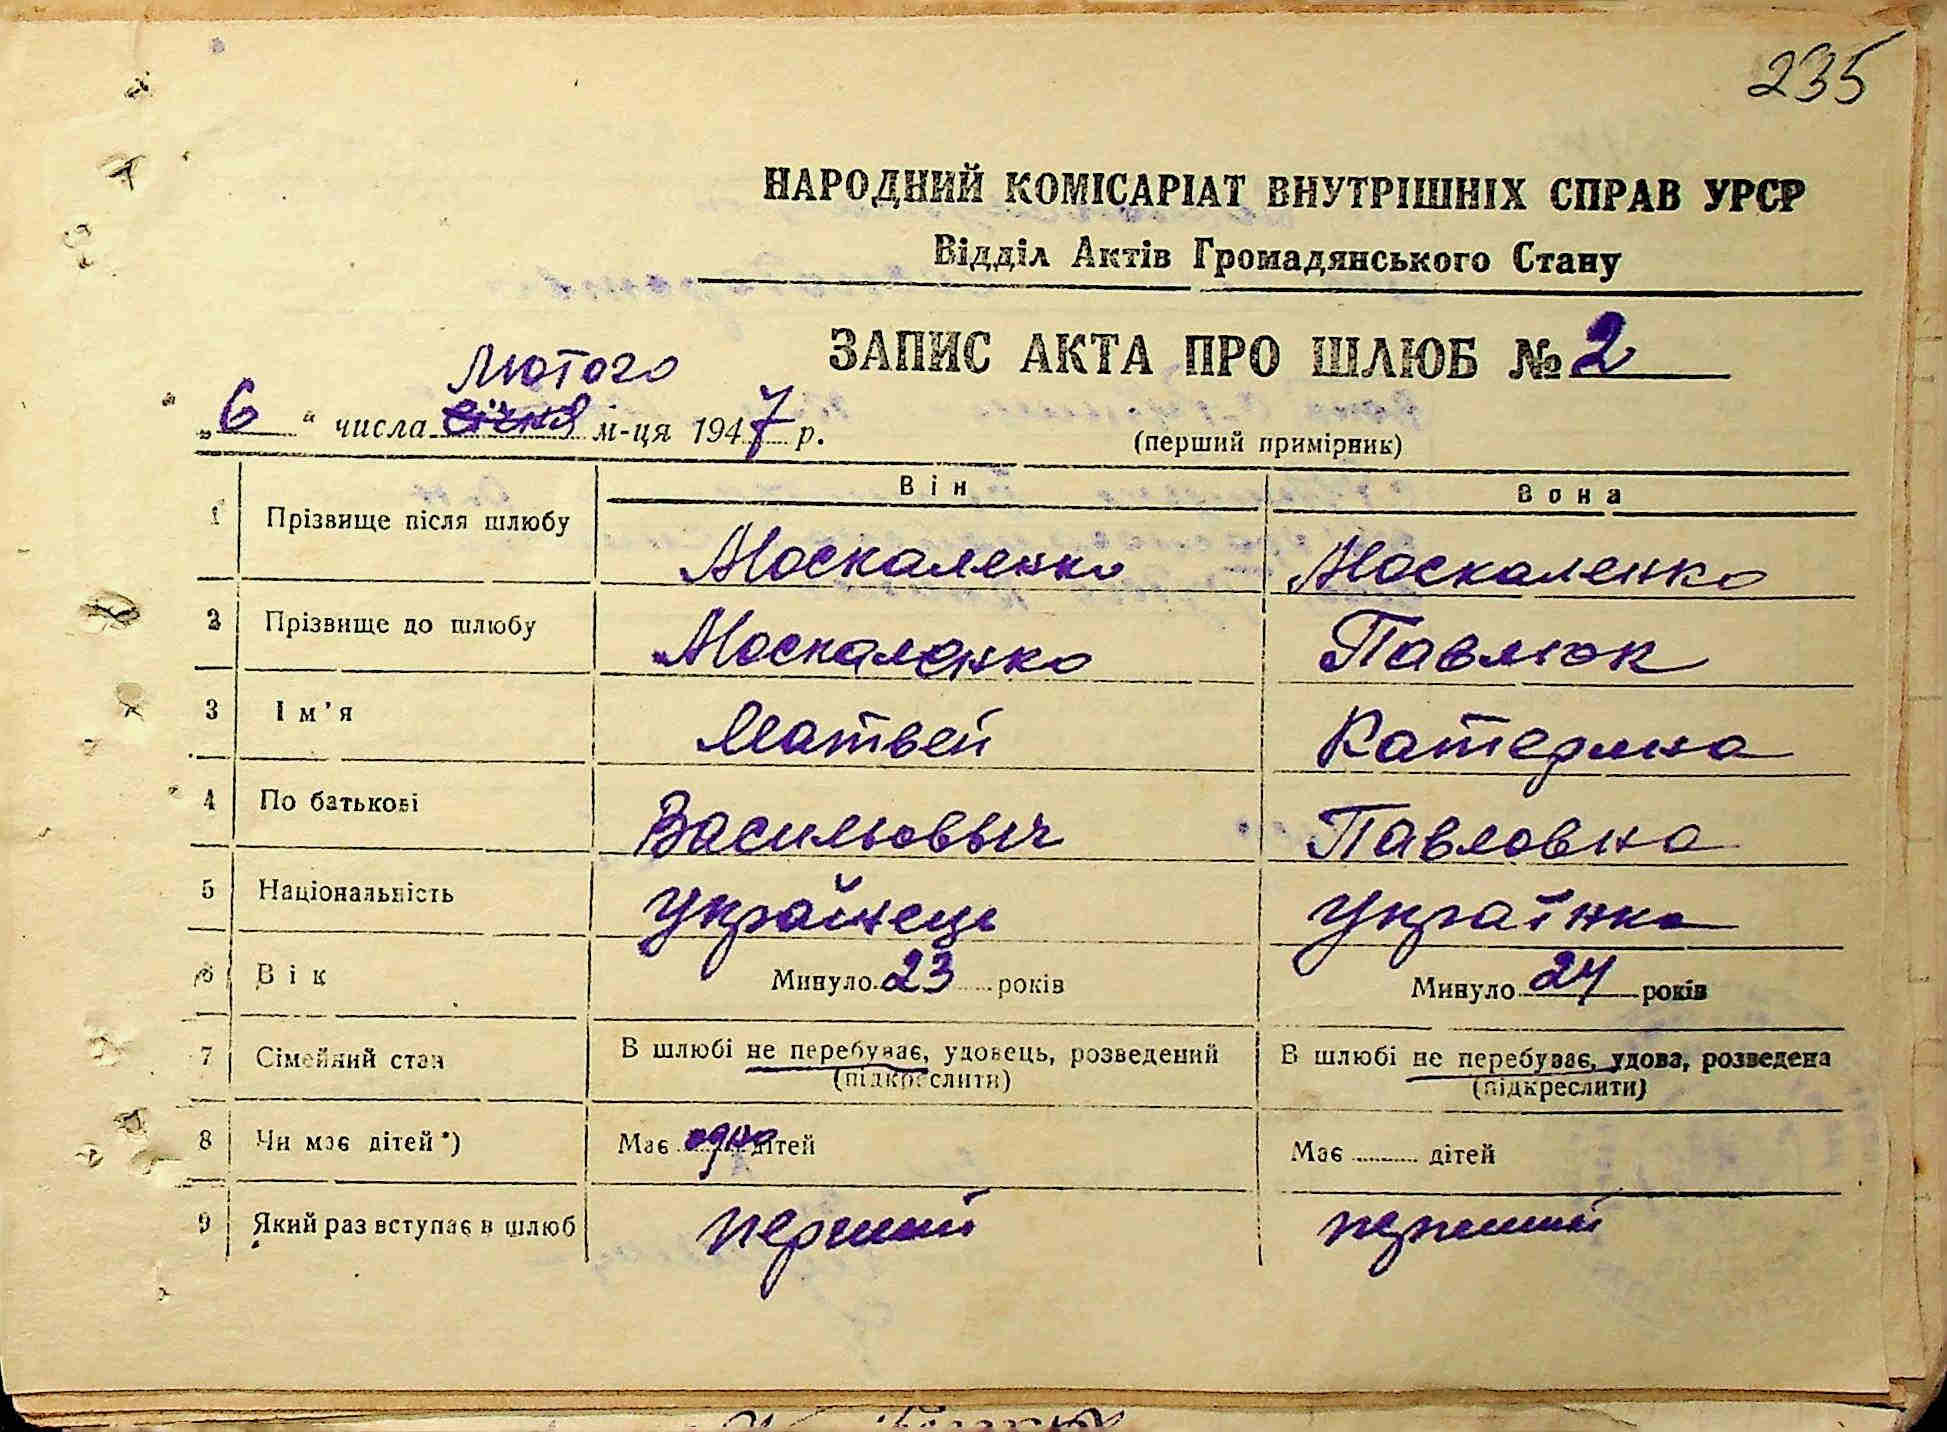 235
НАРОДНИЙ КОМІСАРІАТ ВНУТРІШНІХ СПРАВ УРСР
Відділ Актів Громадянського Стану
ЗАПИС АКТА ПРО ШЛЮБ № 2
Лютого
„ 6 “ числа січня м-ця 1947 р.
(перший примірник)
Він Вона
1 Прізвище після шлюбу Москаленко Москаленко
2 Прізвище до шлюбу Москаленко Павлюк
3 Ім'я Матвей Катерина
4 По батькові Васильовыч Павловна
5 Національність Українець Українка
6 Вік Минуло 23 років Минуло 24 років
7 Сімейний стан В шлюбі не перебуває, удовець, розведений В шлюбі не перебуває, удова, розведена
(підкреслити) (підкреслити)
8 Чи має дітей*) Має одно дітей Має ........ дітей
9 Який раз вступає в шлюб перший перший